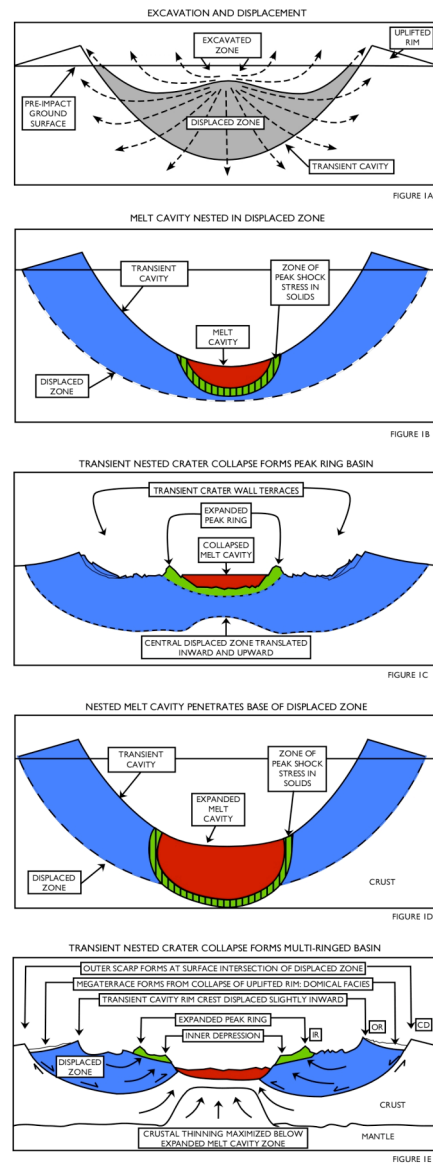 EXCAVATION AND DISPLACEMENT
EXCAVATED
ZONE
UPLIFTED
RIM
PRE-IMPACT
GROUND
SURFACE
DISPLACED ZONE
TRANSIENT CAVITY
FIGURE 1A
MELT CAVITY NESTED IN DISPLACED ZONE
TRANSIENT
CAVITY
ZONE OF
PEAK SHOCK
STRESS IN
SOLIDS
MELT
CAVITY
DISPLACED
ZONE
FIGURE 1B
TRANSIENT NESTED CRATER COLLAPSE FORMS PEAK RING BASIN
TRANSIENT CRATER WALL TERRACES
EXPANDED
PEAK RING
COLLAPSED
MELT CAVITY
CENTRAL DISPLACED ZONE TRANSLATED
INWARD AND UPWARD
FIGURE 1C
NESTED MELT CAVITY PENETRATES BASE OF DISPLACED ZONE
TRANSIENT
CAVITY
ZONE OF
PEAK SHOCK
STRESS IN
SOLIDS
EXPANDED
MELT
CAVITY
DISPLACED
ZONE
CRUST
FIGURE 1D
TRANSIENT NESTED CRATER COLLAPSE FORMS MULTI-RINGED BASIN
OUTER SCARP FORMS AT SURFACE INTERSECTION OF DISPLACED ZONE
MEGATERRACE FORMS FROM COLLAPSE OF UPLIFTED RIM: DOMICAL FACIES
TRANSIENT CAVITY RIM CREST DISPLACED SLIGHTLY INWARD
OR
CD
EXPANDED PEAK RING
IR
INNER DEPRESSION
DISPLACED
ZONE
CRUST
CRUSTAL THINNING MAXIMIZED BELOW
EXPANDED MELT CAVITY ZONE
MANTLE
FIGURE 1E